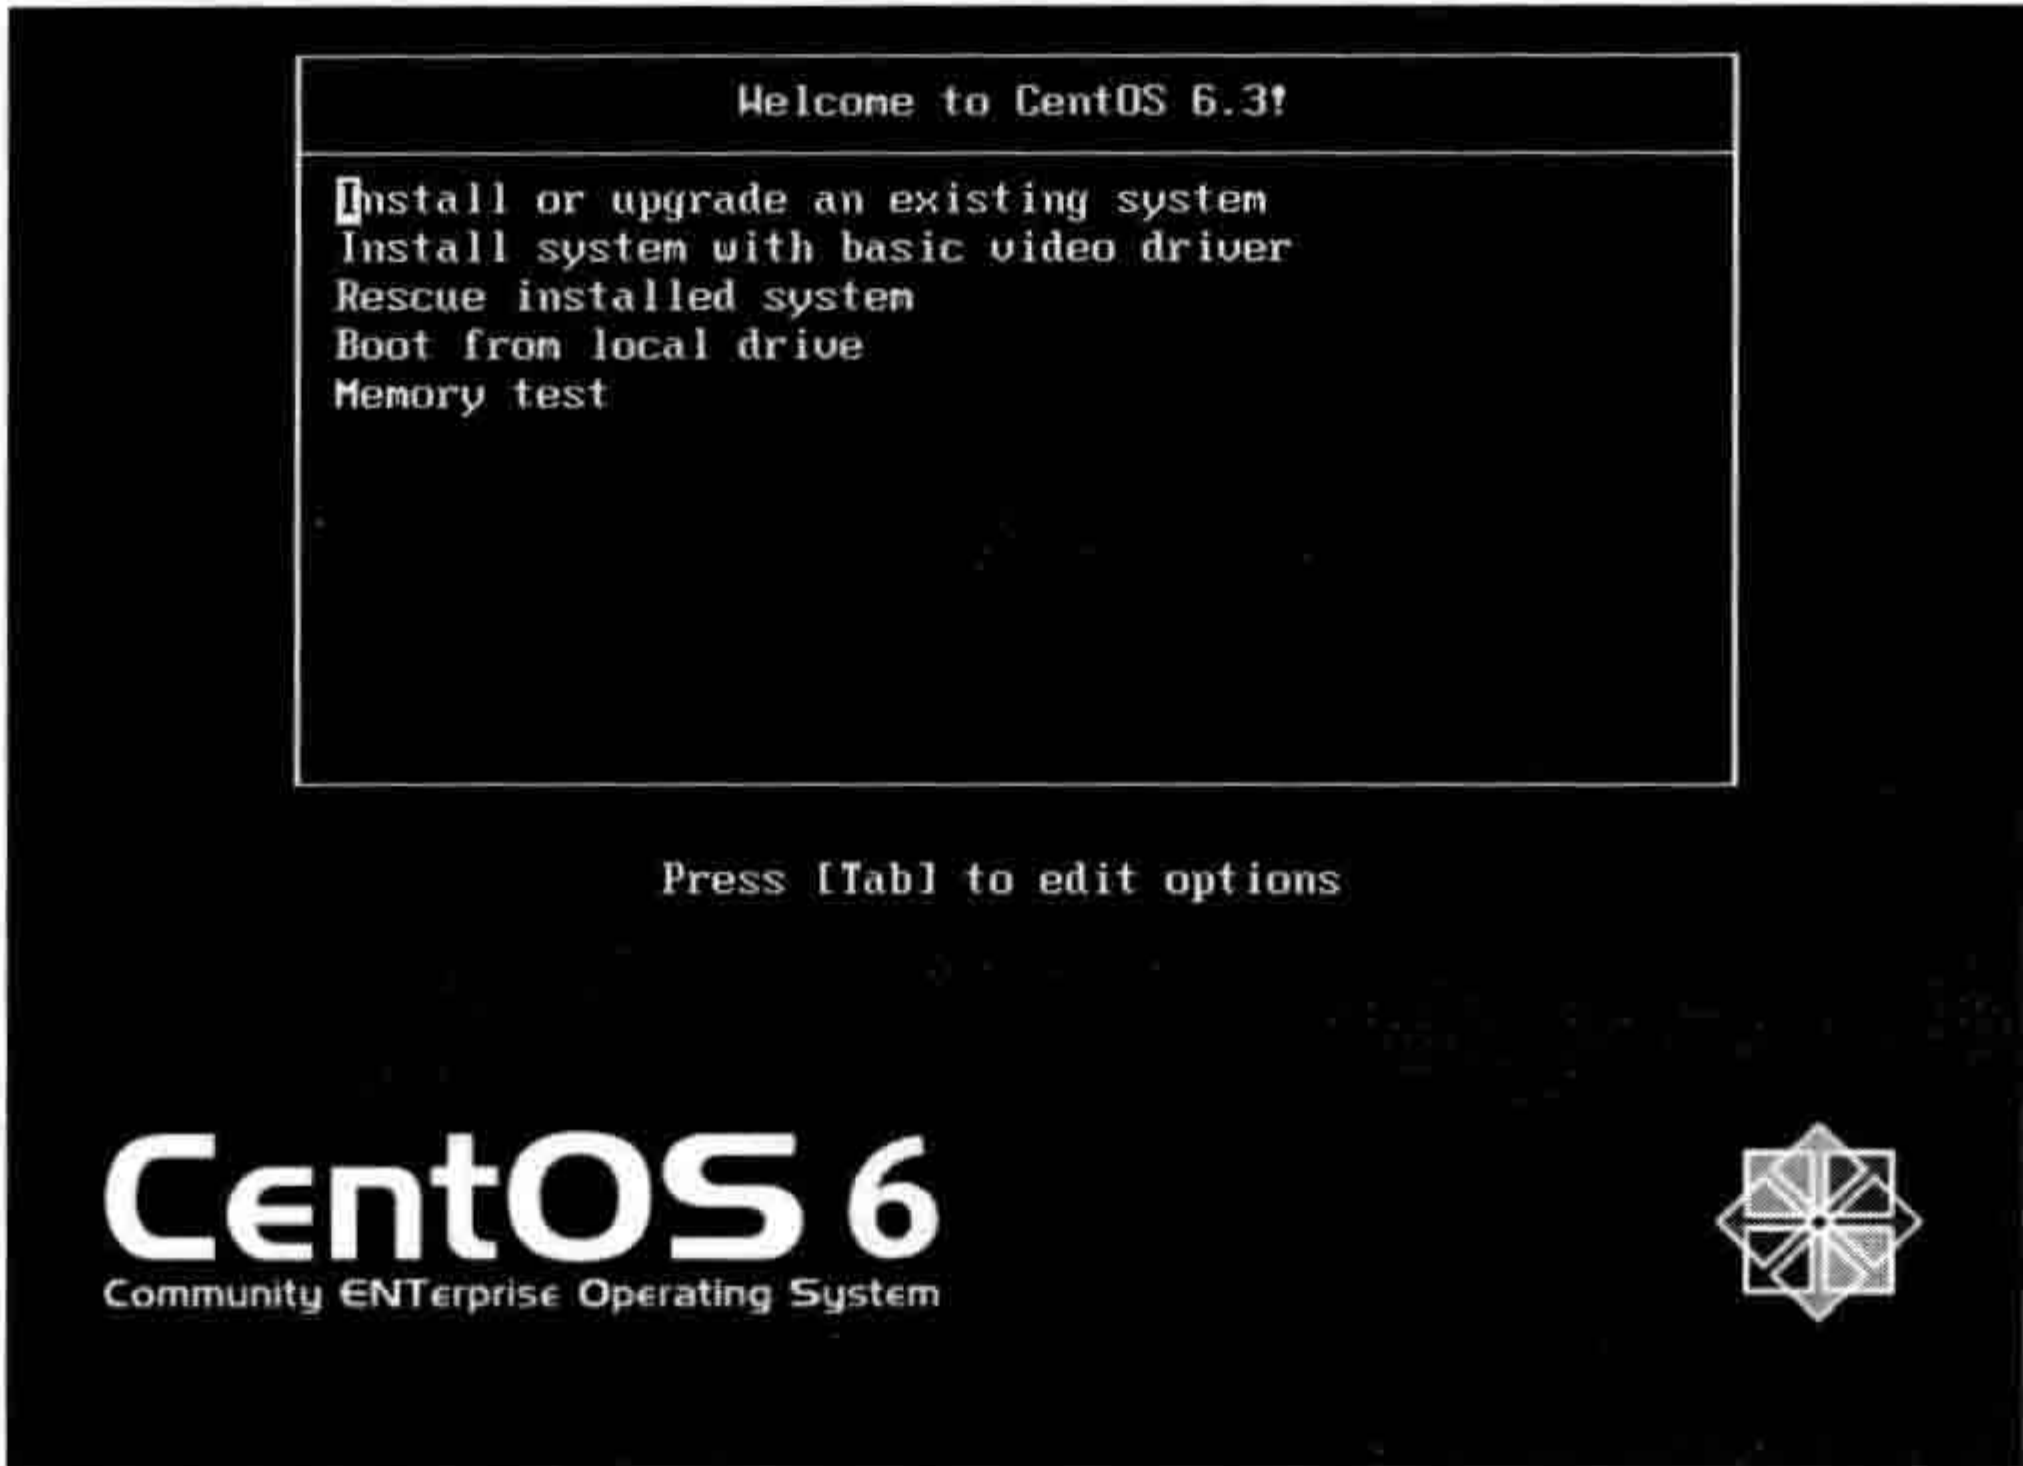 Welcome to CentOS 6.3!
Install or upgrade an existing system
Install system with basic video driver
Rescue installed system
Boot from local drive
Memory test
Press [Tab] to edit options
CentOS 6
Community ENTerprise Operating System